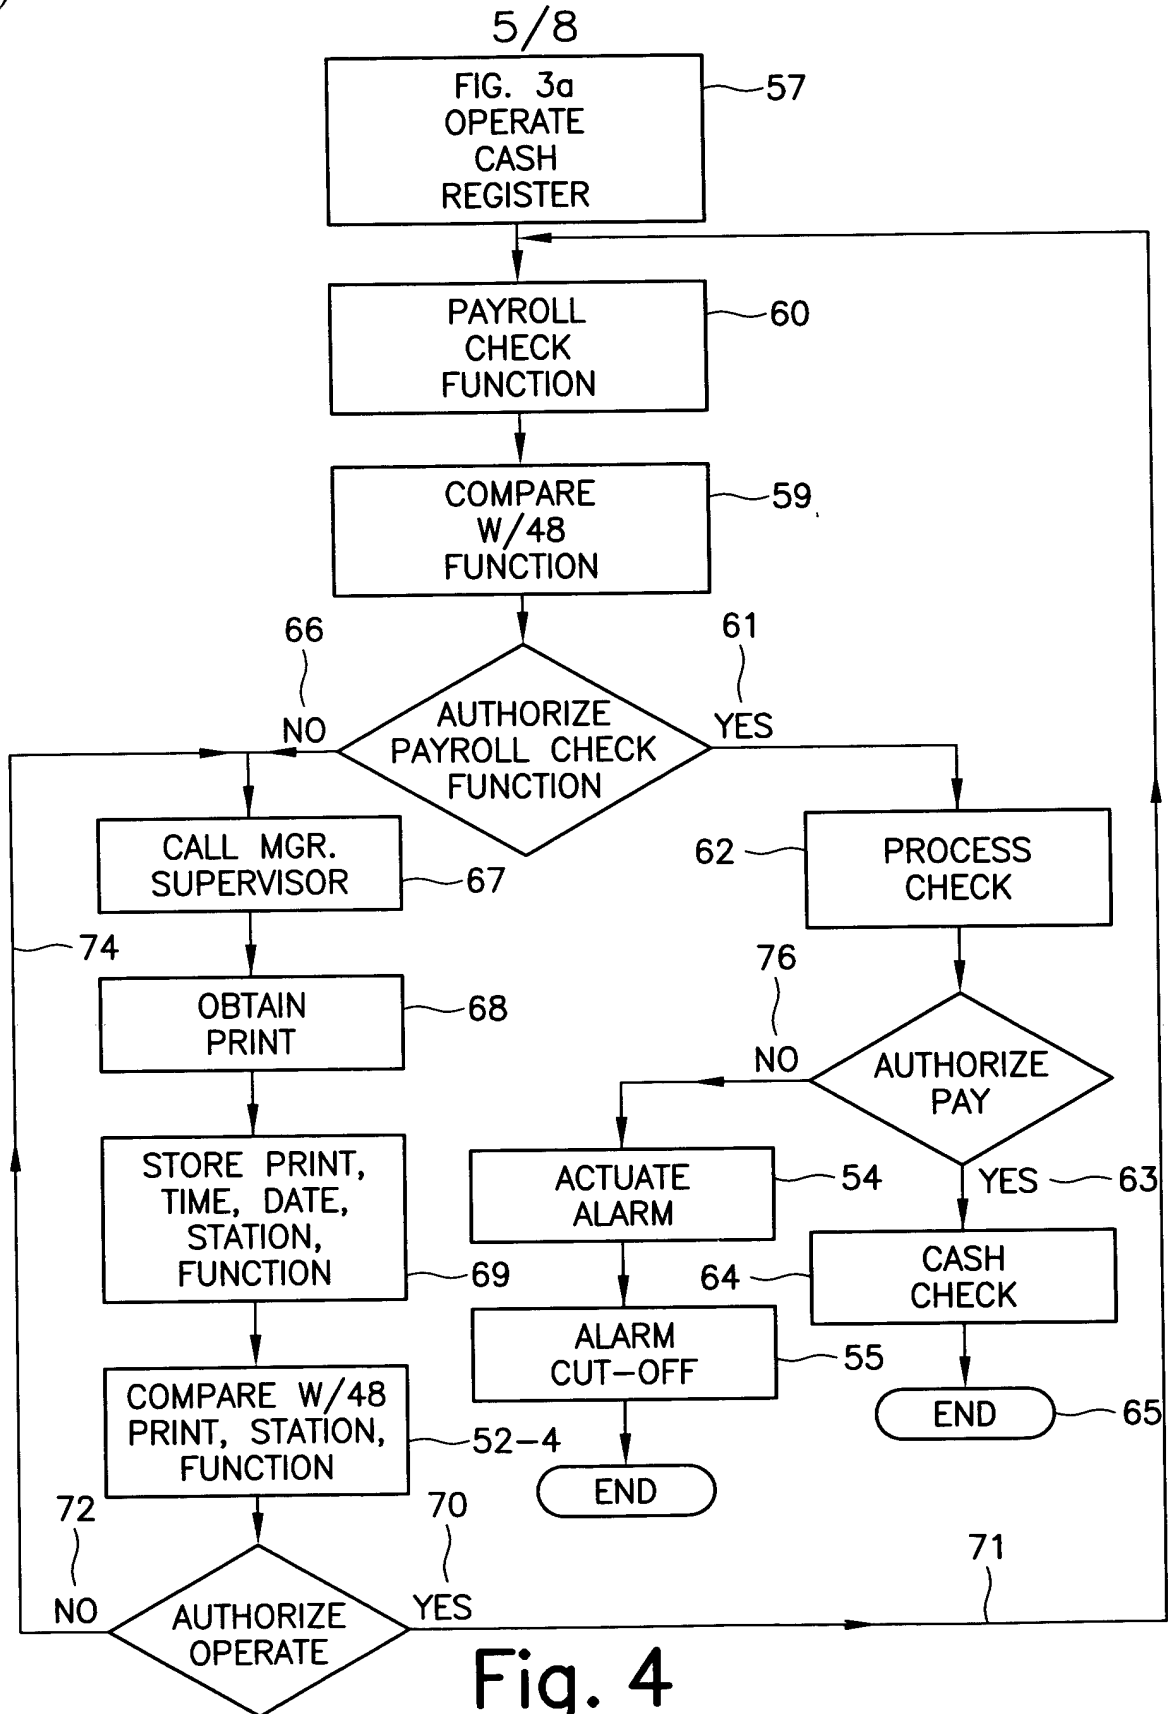 5/8
FIG. 3a
OPERATE
CASH
REGISTER
57
PAYROLL
CHECK
FUNCTION
60
COMPARE
W/48
FUNCTION
59
66
61
NO
AUTHORIZE
PAYROLL CHECK
FUNCTION
YES
CALL MGR.
SUPERVISOR
67
62
PROCESS
CHECK
74
OBTAIN
PRINT
68
76
NO
AUTHORIZE
PAY
STORE PRINT,
TIME, DATE,
STATION,
FUNCTION
69
ACTUATE
ALARM
54
YES
63
64
CASH
CHECK
ALARM
CUT-OFF
55
COMPARE W/48
PRINT, STATION,
FUNCTION
52-4
END
65
END
72
70
71
NO
AUTHORIZE
OPERATE
YES
Fig. 4